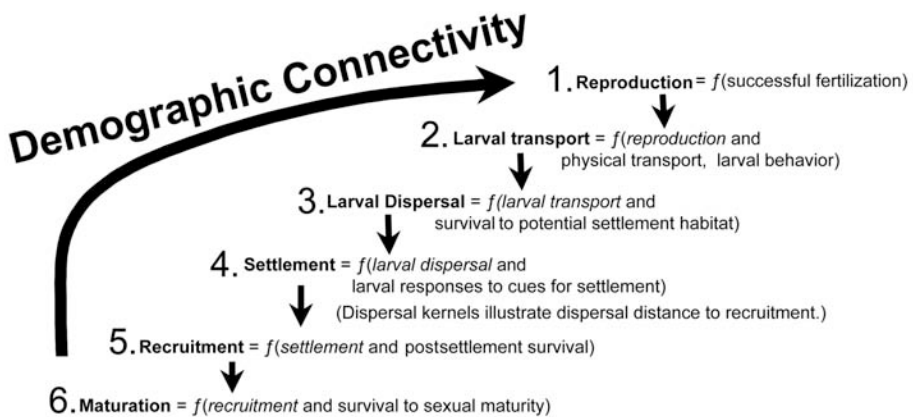 Demographic Connectivity
1. Reproduction = ƒ(successful fertilization)
2. Larval transport = ƒ(reproduction and
physical transport, larval behavior)
3. Larval Dispersal = ƒ(larval transport and
survival to potential settlement habitat)
4. Settlement = ƒ(larval dispersal and
larval responses to cues for settlement)
(Dispersal kernels illustrate dispersal distance to recruitment.)
5. Recruitment = ƒ(settlement and postsettlement survival)
6. Maturation = ƒ(recruitment and survival to sexual maturity)